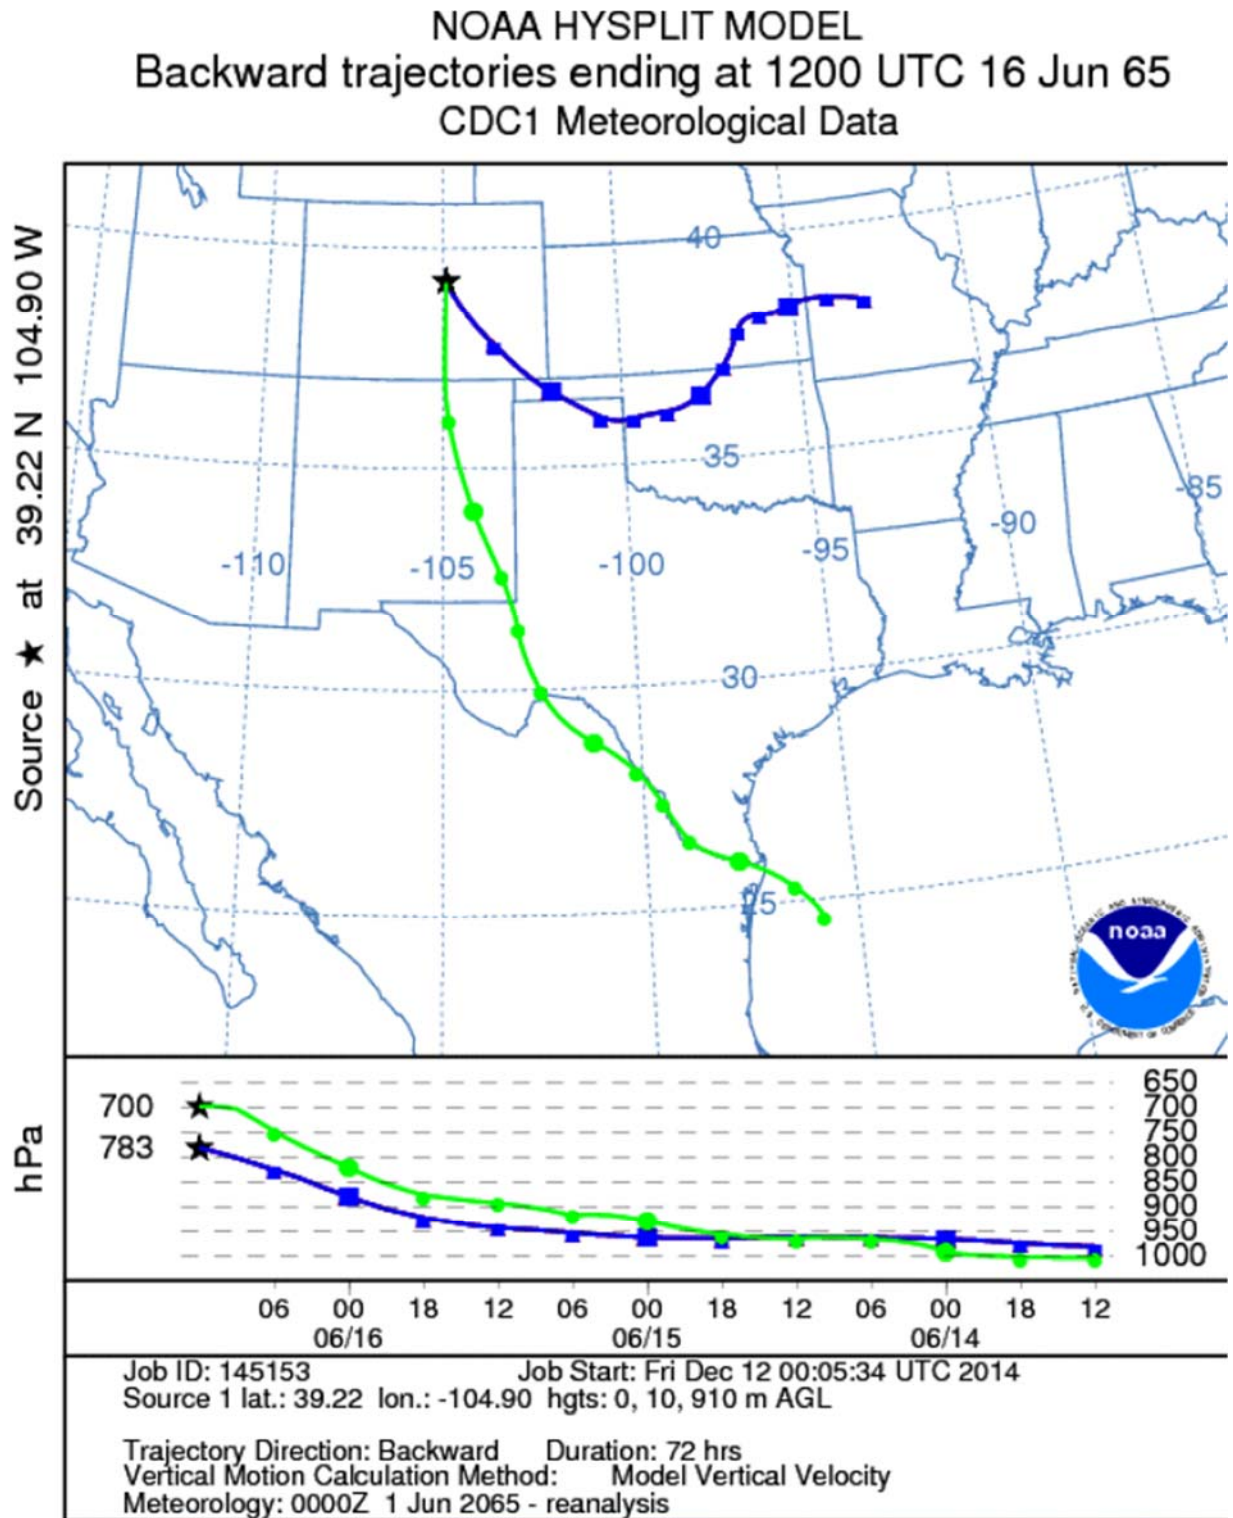 NOAA HYSPLIT MODEL
Backward trajectories ending at 1200 UTC 16 Jun 65
CDC1 Meteorological Data
Source ★ at 39.22 N 104.90 W
40
35
-85
-90
-95
-110
-105
-100
30
25
noaa
hPa
700
783
650
700
750
800
850
900
950
1000
06 00 18 12 06 00 18 12 06 00 18 12
06/16 06/15 06/14
Job ID: 145153 Job Start: Fri Dec 12 00:05:34 UTC 2014
Source 1 lat.: 39.22 lon.: -104.90 hgts: 0, 10, 910 m AGL
Trajectory Direction: Backward Duration: 72 hrs
Vertical Motion Calculation Method: Model Vertical Velocity
Meteorology: 0000Z 1 Jun 2065 - reanalysis